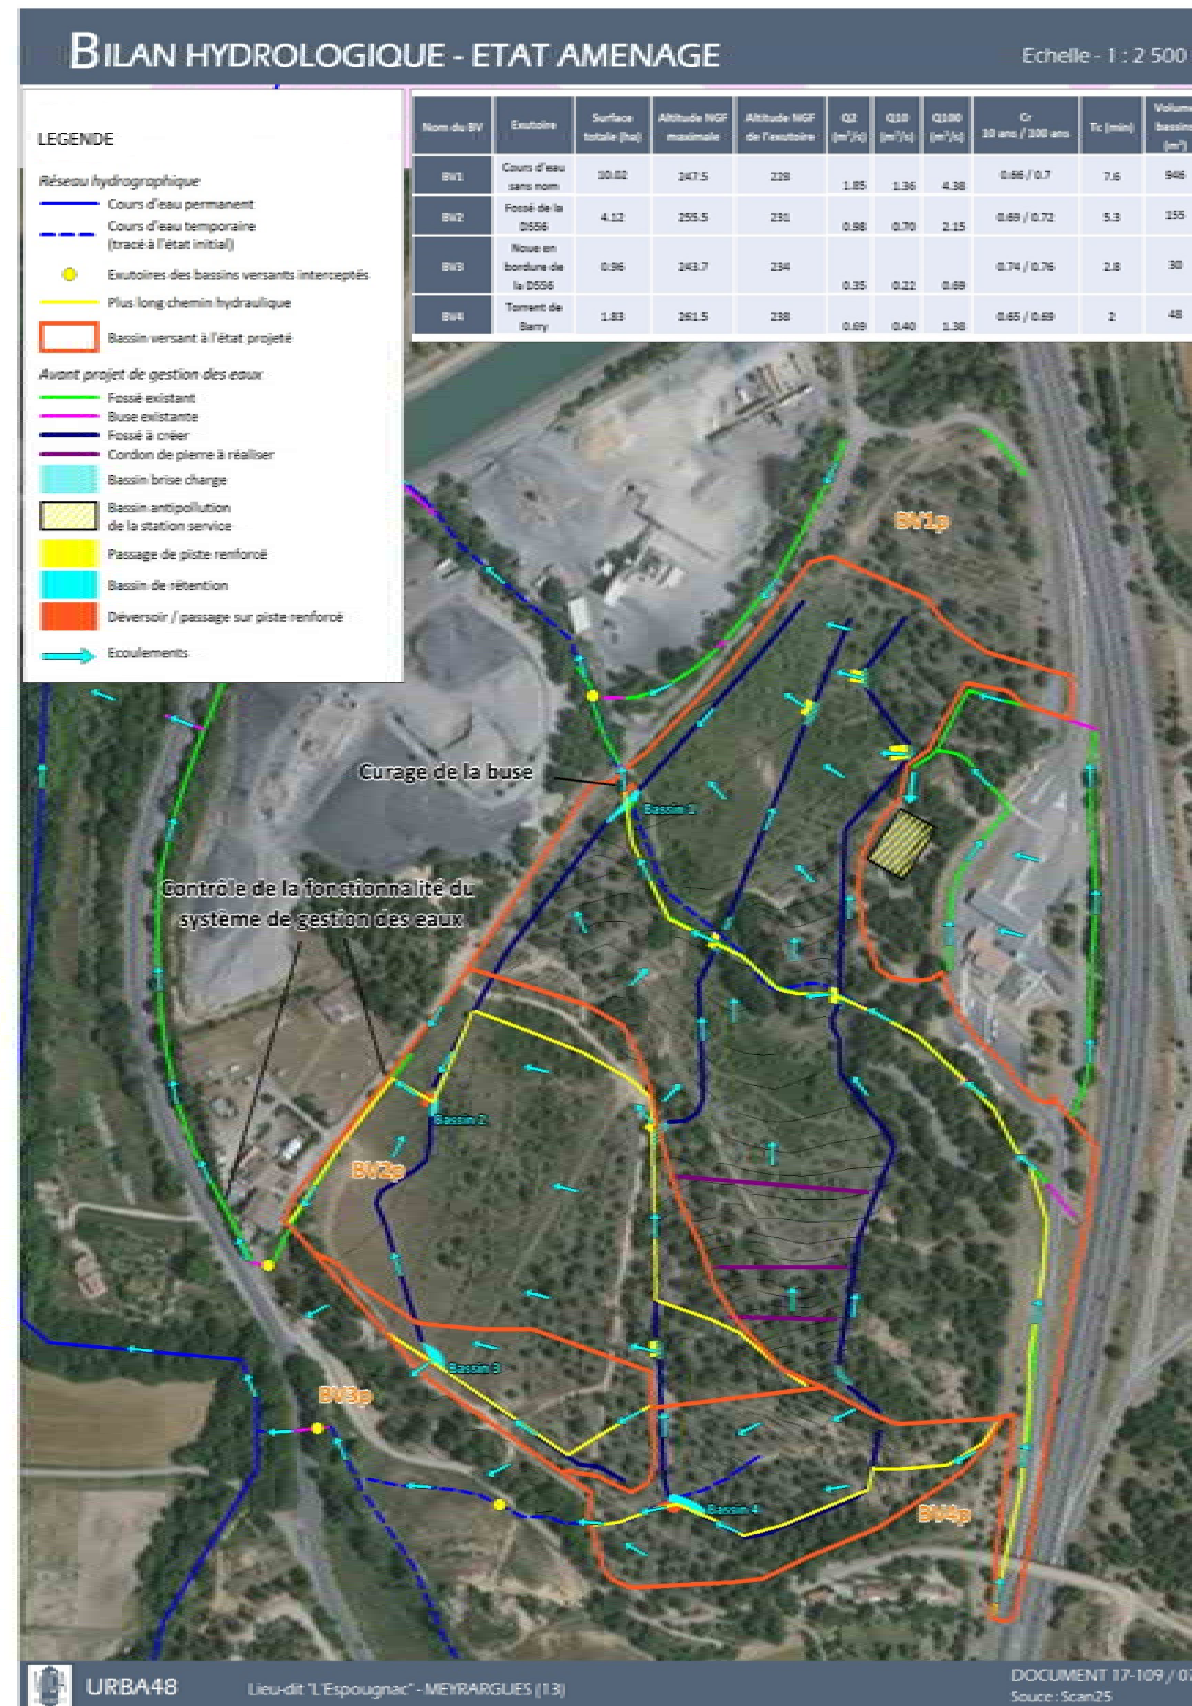 BILAN HYDROLOGIQUE - ETAT AMENAGE
Echelle - 1 : 2 500
LEGENDE
Réseau hydrographique
Cours d'eau permanent
Cours d'eau temporaire
(tracé à l'état initial)
Exutoires des bassins versants interceptés
Plus long chemin hydraulique
Bassin versant à l'état projeté
Avant projet de gestion des eaux
Fossé existant
Buse existante
Fossé à créer
Cordon de pierre à réaliser
Bassin brise charge
Bassin antipollution
de la station service
Passage de piste renforcé
Bassin de rétention
Déversoir / passage sur piste renforcé
Ecoulements
Nom du BV Exutoire Surface totale (ha) Altitude NGF maximale Altitude NGF de l'exutoire Q2 (m³/s) Q10 (m³/s) Q100 (m³/s) Cr 10 ans / 100 ans Tc (min) Volume bassins (m³)
BV1 Cours d'eau sans nom 10.02 247.5 229 1.85 1.36 4.38 0.66 / 0.7 7.6 946
BV2 Fossé de la D556 4.12 255.5 231 0.98 0.70 2.15 0.69 / 0.72 5.3 155
BV3 Noue en bordure de la D556 0.96 243.7 234 0.35 0.22 0.69 0.74 / 0.76 2.8 30
BV4 Torrent de Barry 1.83 261.5 238 0.69 0.40 1.38 0.65 / 0.69 2 48
BV1p
Curage de la buse
Bassin 1
Contrôle de la fonctionnalité du
système de gestion des eaux
Bassin 2
BV2p
Bassin 3
BV3p
Bassin 4
BV4p
URBA48
Lieu-dit "L'Espougnac" - MEYRARGUES (13)
DOCUMENT 17-109 / 07
Souce : Scan25